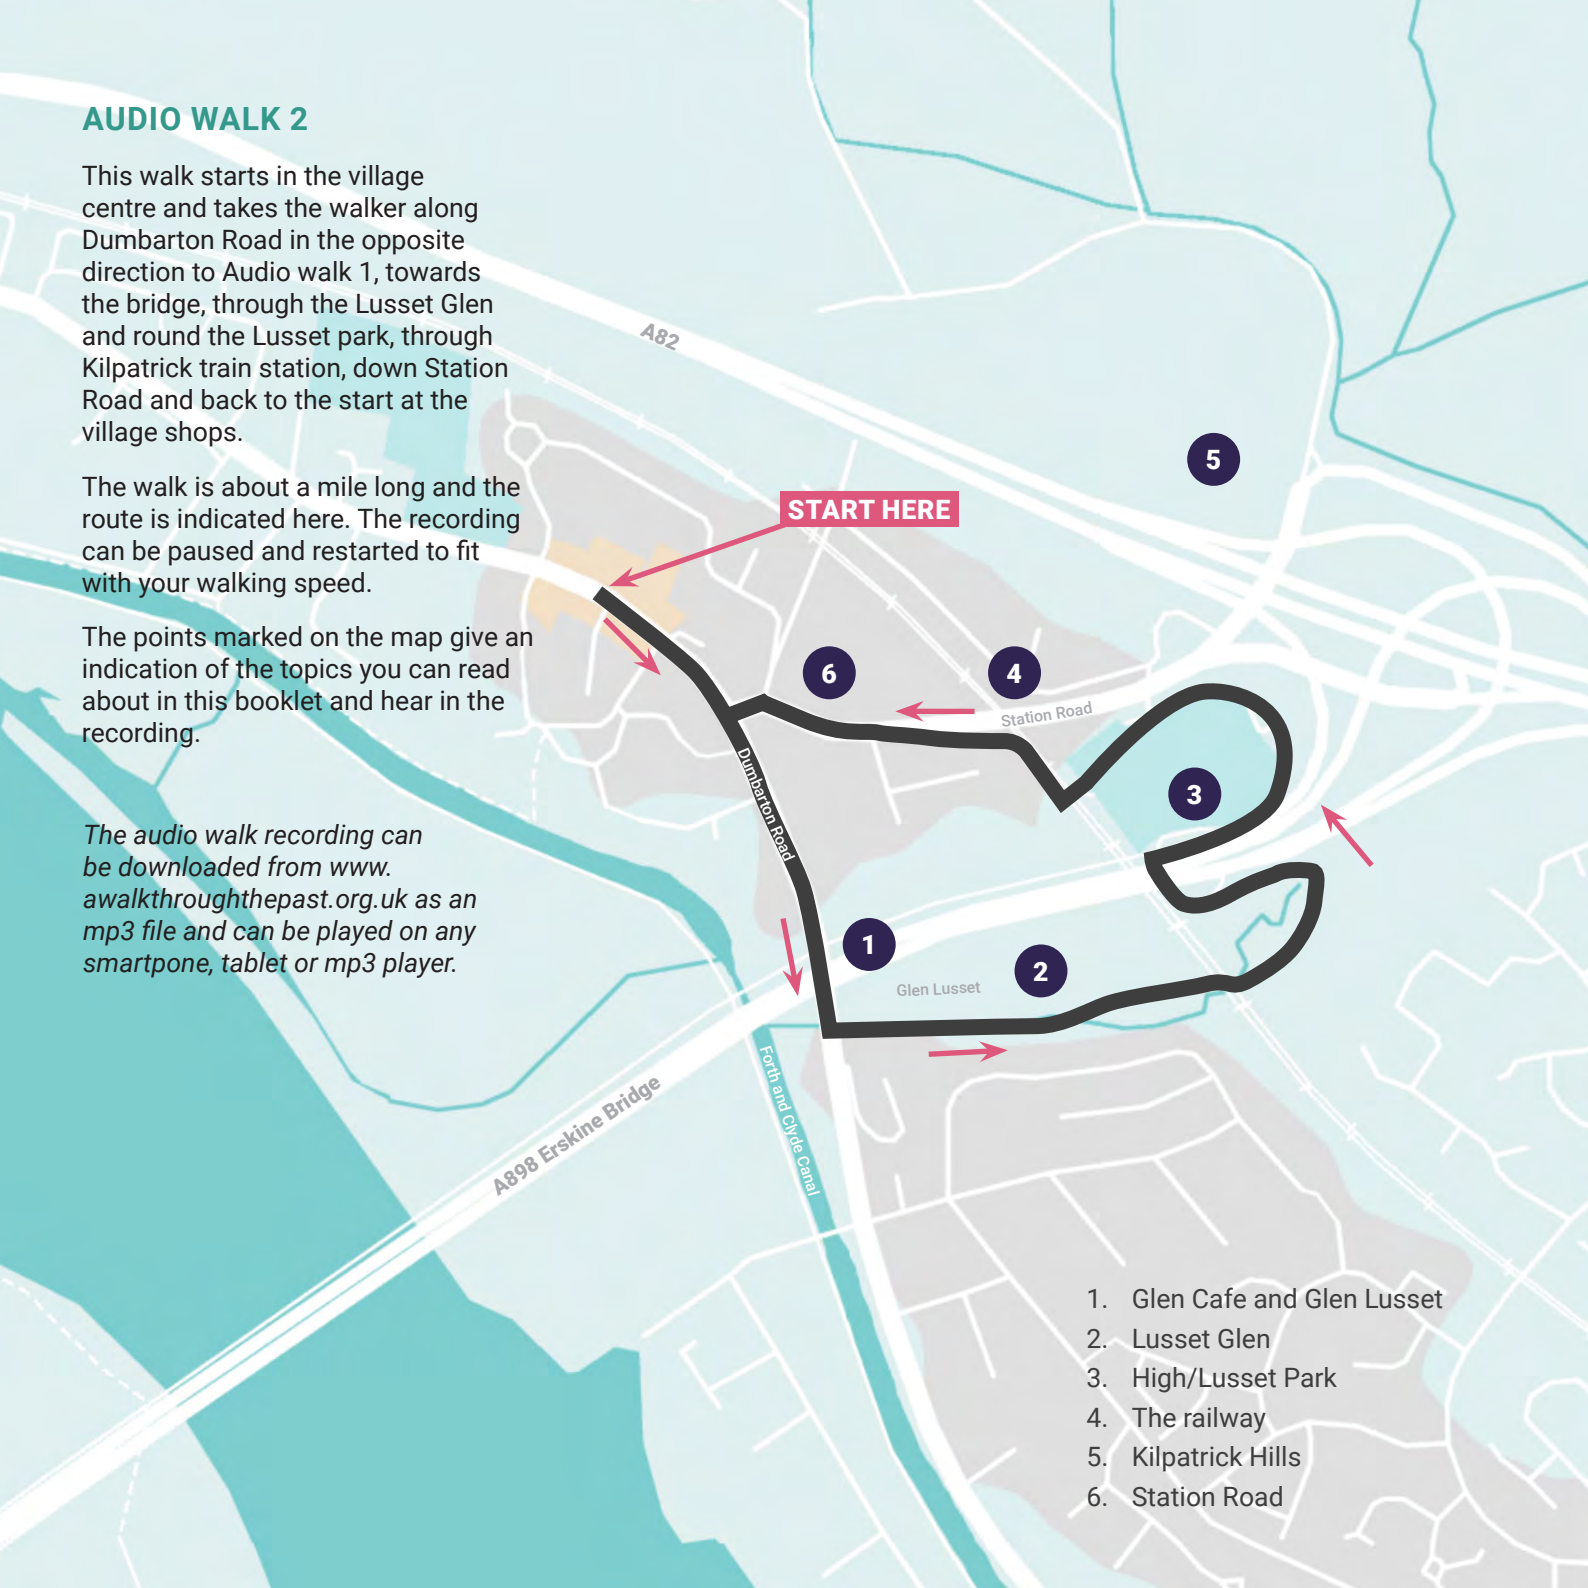 AUDIO WALK 2
This walk starts in the village
centre and takes the walker along
Dumbarton Road in the opposite
direction to Audio walk 1, towards
the bridge, through the Lusset Glen
and round the Lusset park, through
Kilpatrick train station, down Station
Road and back to the start at the
village shops.
The walk is about a mile long and the
route is indicated here. The recording
can be paused and restarted to fit
with your walking speed.
The points marked on the map give an
indication of the topics you can read
about in this booklet and hear in the
recording.
The audio walk recording can
be downloaded from www.
awalkthroughthepast.org.uk as an
mp3 file and can be played on any
smartpone, tablet or mp3 player.
A82
5
START HERE
6
4
Station Road
Dumbarton Road
3
1
2
Glen Lusset
Forth and Clyde Canal
A898 Erskine Bridge
1. Glen Cafe and Glen Lusset
2. Lusset Glen
3. High/Lusset Park
4. The railway
5. Kilpatrick Hills
6. Station Road